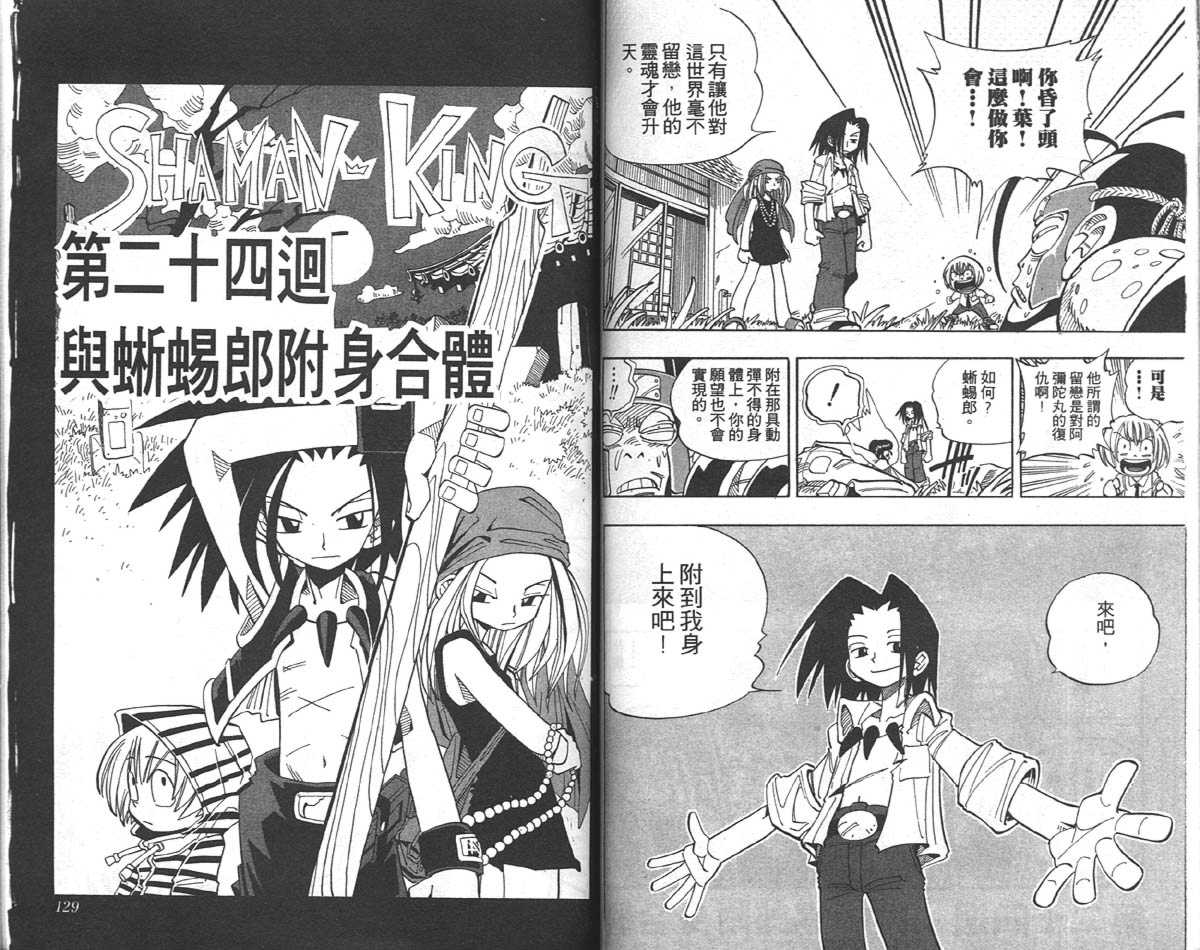 你昏了頭
啊！葉！
這麼做你
會⋯！
只有讓他對
這世界毫不
留戀，他的
靈魂才會升
天。
可是
⋯！
他所謂的
留戀是對阿
彌陀丸的復
仇啊！
如何？
蜥蜴郎。
！
附在那具動
彈不得的身
體上，你的
願望也不會
實現的。
⋯！！
來吧，
附到我身
上來吧！
SHAMAN KING
第二十四迴
與蜥蜴郎附身合體
129